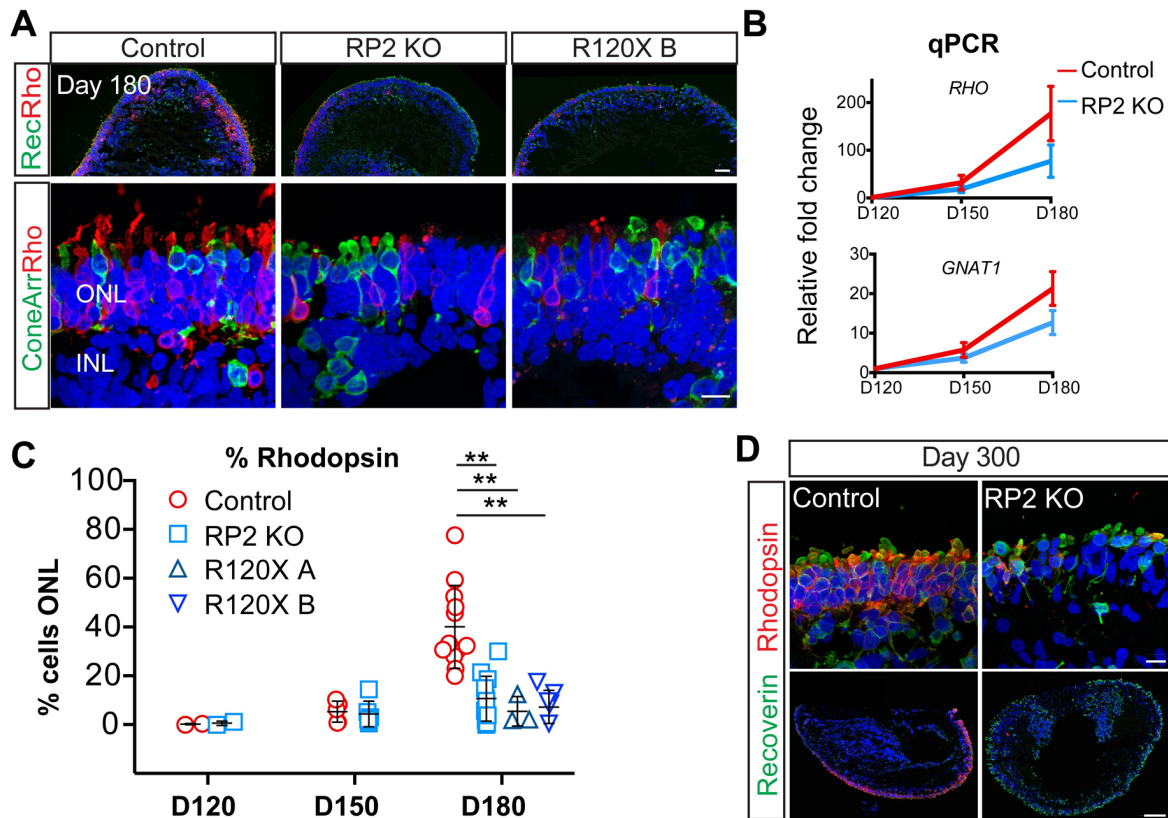 A
Control
RP2 KO
R120X B
RecRho
Day 180
ConeArrRho
ONL
INL
B
qPCR
Control
RP2 KO
Relative fold change
RHO
200
100
0
D120
D150
D180
GNAT1
30
20
10
0
D120
D150
D180
C
% Rhodopsin
% cells ONL
100
80
60
40
20
0
Control
RP2 KO
R120X A
R120X B
**
**
**
D120
D150
D180
D
Day 300
Control
RP2 KO
Rhodopsin
Recoverin